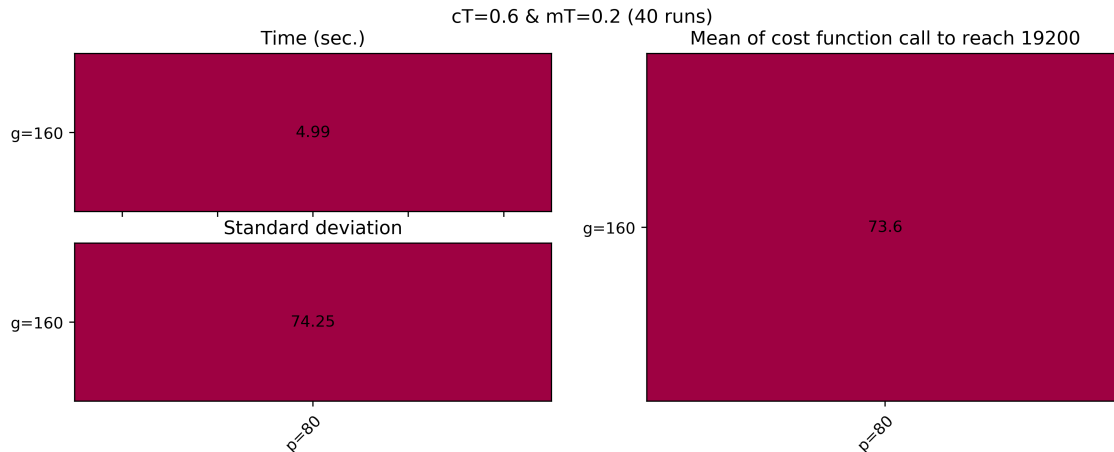 cT=0.6 & mT=0.2 (40 runs)
Time (sec.)
g=160
4.99
Standard deviation
g=160
74.25
p=80
Mean of cost function call to reach 19200
g=160
73.6
p=80